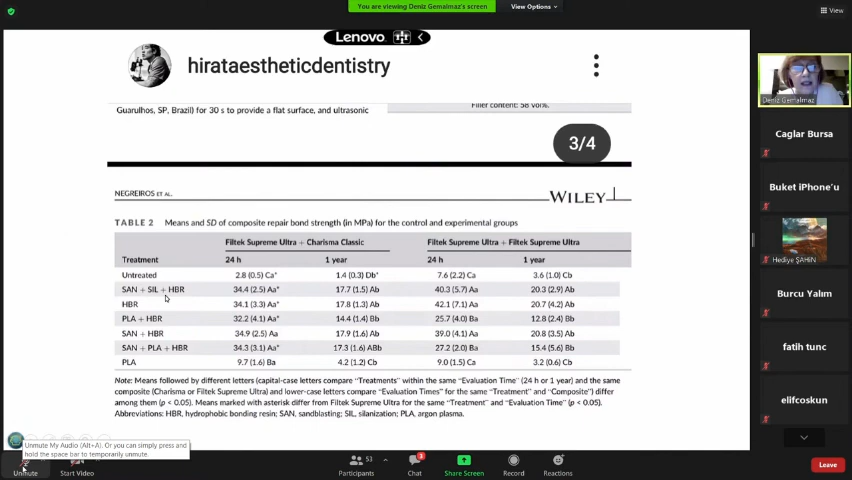 You are viewing Deniz Gemalmaz's screen
View Options
View
Lenovo
hirataestheticdentistry
Guarulhos, SP, Brazil) for 30 s to provide a flat surface, and ultrasonic
Filler content: 58 vol%.
3/4
NEGREIROS ET AL.
WILEY
TABLE 2 Means and SD of composite repair bond strength (in MPa) for the control and experimental groups
Filtek Supreme Ultra + Charisma Classic Filtek Supreme Ultra + Filtek Supreme Ultra
Treatment 24 h 1 year 24 h 1 year
Untreated 2.8 (0.5) Ca* 1.4 (0.3) Db* 7.6 (2.2) Ca 3.6 (1.0) Cb
SAN + SIL + HBR 34.4 (2.5) Aa* 17.7 (1.5) Ab 40.3 (5.7) Aa 20.3 (2.9) Ab
HBR 34.1 (3.3) Aa* 17.8 (1.3) Ab 42.1 (7.1) Aa 20.7 (4.2) Ab
PLA + HBR 32.2 (4.1) Aa* 14.4 (1.4) Bb 25.7 (4.0) Ba 12.8 (2.4) Bb
SAN + HBR 34.9 (2.5) Aa 17.9 (1.6) Ab 39.0 (4.1) Aa 20.8 (3.5) Ab
SAN + PLA + HBR 34.3 (3.1) Aa* 17.3 (1.6) ABb 27.2 (2.0) Ba 15.4 (5.6) Bb
PLA 9.7 (1.6) Ba 4.2 (1.2) Cb 9.0 (1.5) Ca 3.2 (0.6) Cb
Note: Means followed by different letters (capital-case letters compare "Treatments" within the same "Evaluation Time" (24 h or 1 year) and the same
composite (Charisma or Filtek Supreme Ultra) and lower-case letters compare "Evaluation Times" for the same "Treatment" and "Composite") differ
among them (p < 0.05). Means marked with asterisk differ from Filtek Supreme Ultra for the same "Treatment" and "Evaluation Time" (p < 0.05).
Abbreviations: HBR, hydrophobic bonding resin; SAN, sandblasting; SIL, silanization; PLA, argon plasma.
Deniz Gemalmaz
Caglar Bursa
Buket iPhone'u
Hediye ŞAHİN
Burcu Yalım
fatih tunc
elifcoskun
Unmute My Audio (Alt+A). Or you can simply press and
hold the space bar to temporarily unmute.
Unmute
Start Video
53
Participants
3
Chat
Share Screen
Record
Reactions
Leave